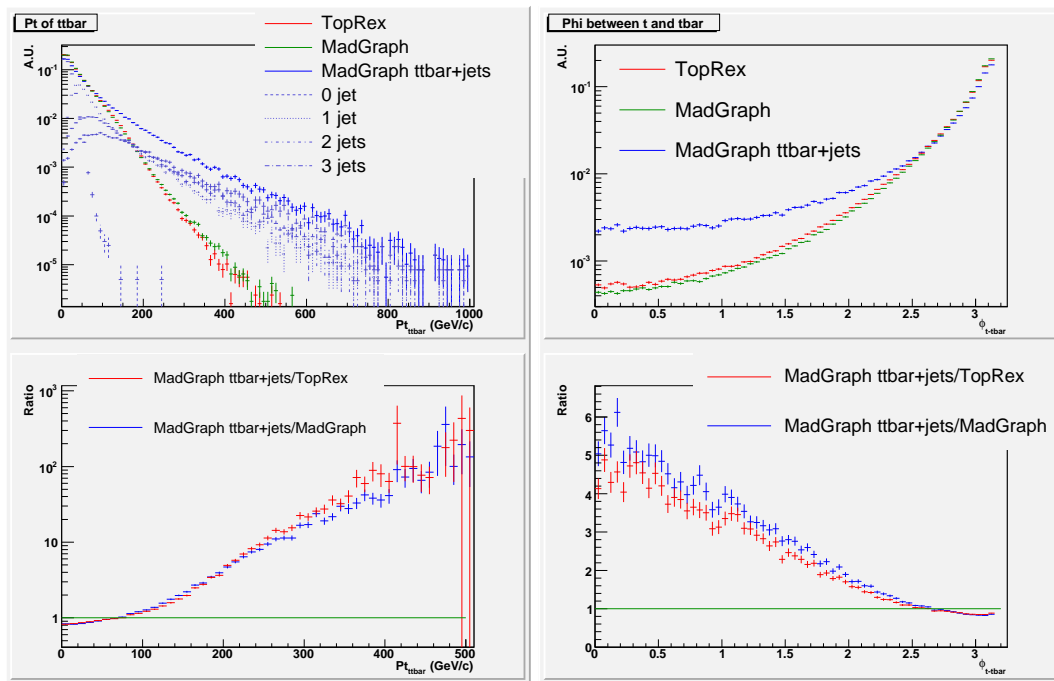 Pt of ttbar
A.U.
TopRex
MadGraph
MadGraph ttbar+jets
0 jet
1 jet
2 jets
3 jets
10^-1
10^-2
10^-3
10^-4
10^-5
0 200 400 600 800 1000
Pt_ttbar (GeV/c)
Phi between t and tbar
A.U.
TopRex
MadGraph
MadGraph ttbar+jets
10^-1
10^-2
10^-3
0 0.5 1 1.5 2 2.5 3
ϕ_t-tbar
Ratio
MadGraph ttbar+jets/TopRex
MadGraph ttbar+jets/MadGraph
10^3
10^2
10
1
0 100 200 300 400 500
Pt_ttbar (GeV/c)
Ratio
MadGraph ttbar+jets/TopRex
MadGraph ttbar+jets/MadGraph
6
5
4
3
2
1
0
0 0.5 1 1.5 2 2.5 3
ϕ_t-tbar